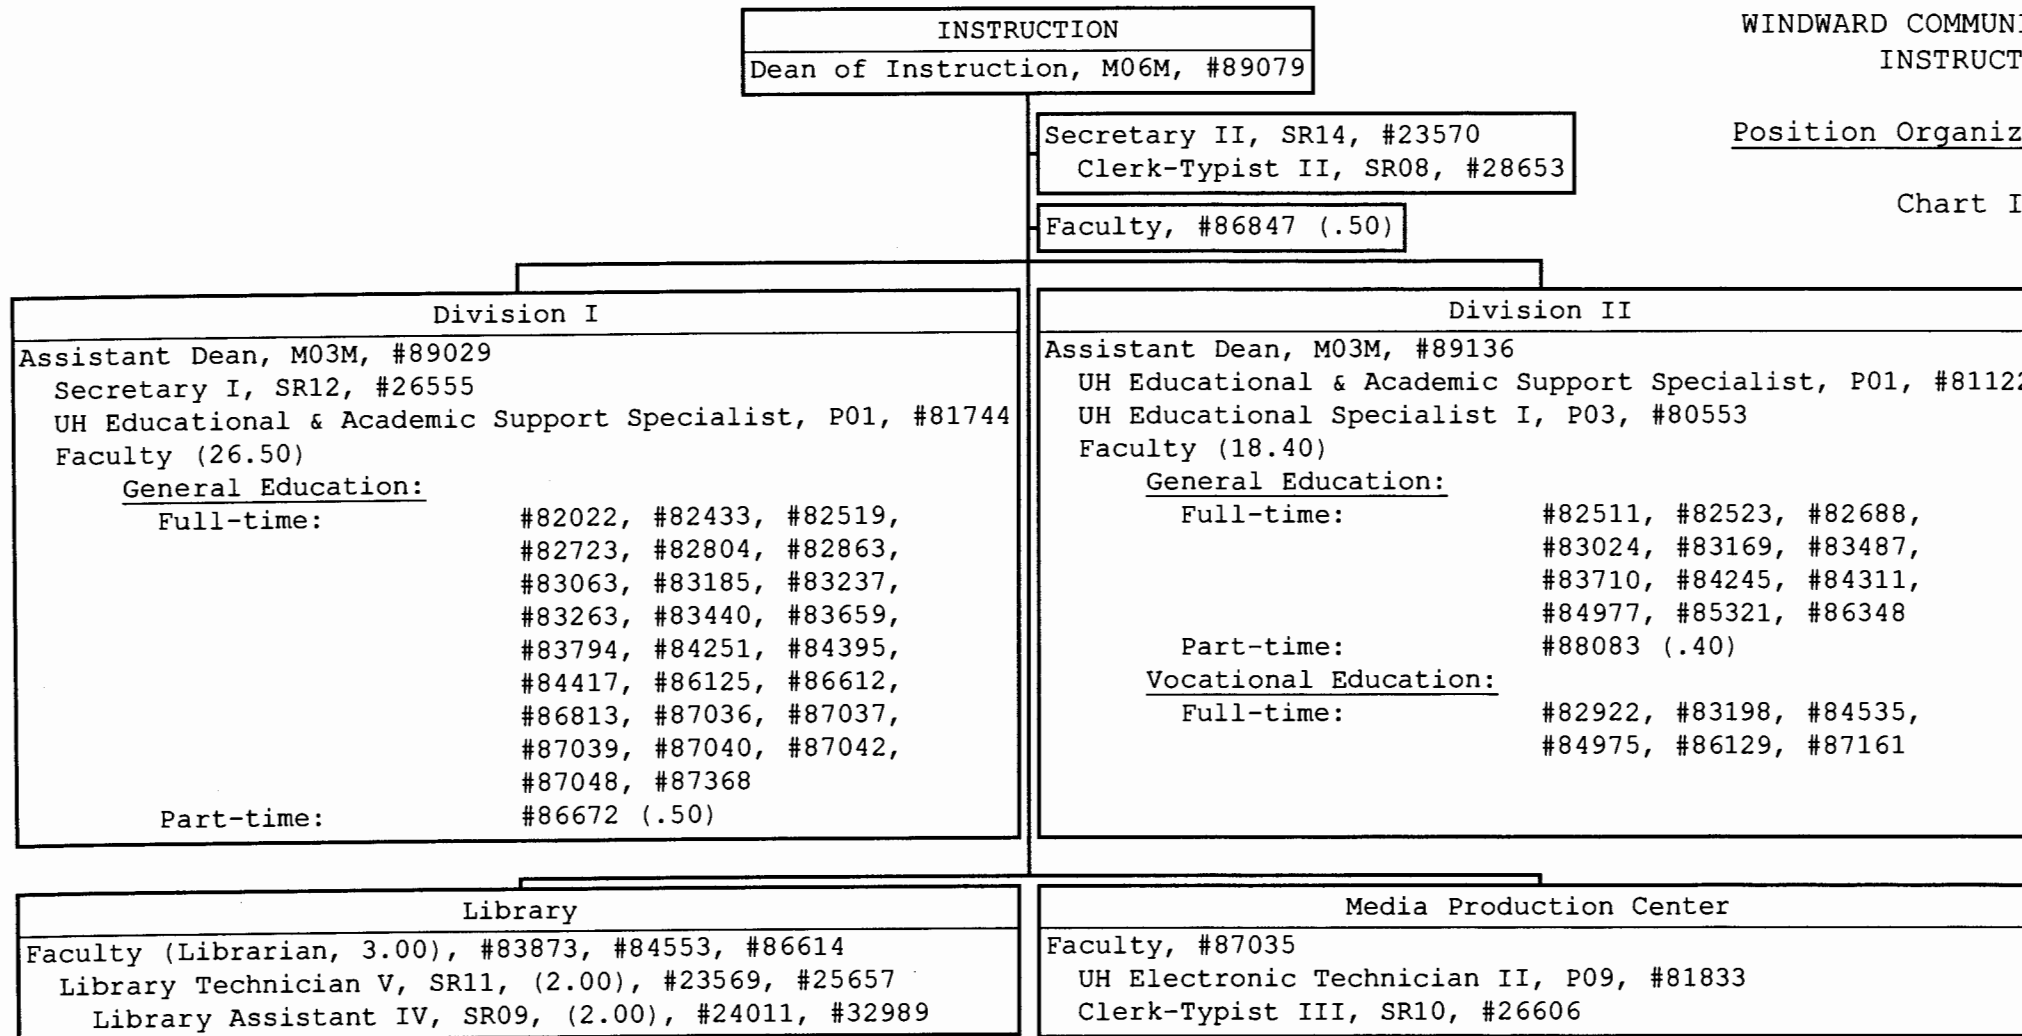 INSTRUCTION
Dean of Instruction, M06M, #89079
WINDWARD COMMUNI
INSTRUCT
Position Organiz
Chart I
Secretary II, SR14, #23570
Clerk-Typist II, SR08, #28653
Faculty, #86847 (.50)
Division I
Assistant Dean, M03M, #89029
Secretary I, SR12, #26555
UH Educational & Academic Support Specialist, P01, #81744
Faculty (26.50)
General Education:
Full-time: #82022, #82433, #82519,
#82723, #82804, #82863,
#83063, #83185, #83237,
#83263, #83440, #83659,
#83794, #84251, #84395,
#84417, #86125, #86612,
#86813, #87036, #87037,
#87039, #87040, #87042,
#87048, #87368
Part-time: #86672 (.50)
Division II
Assistant Dean, M03M, #89136
UH Educational & Academic Support Specialist, P01, #81122
UH Educational Specialist I, P03, #80553
Faculty (18.40)
General Education:
Full-time: #82511, #82523, #82688,
#83024, #83169, #83487,
#83710, #84245, #84311,
#84977, #85321, #86348
Part-time: #88083 (.40)
Vocational Education:
Full-time: #82922, #83198, #84535,
#84975, #86129, #87161
Library
Faculty (Librarian, 3.00), #83873, #84553, #86614
Library Technician V, SR11, (2.00), #23569, #25657
Library Assistant IV, SR09, (2.00), #24011, #32989
Media Production Center
Faculty, #87035
UH Electronic Technician II, P09, #81833
Clerk-Typist III, SR10, #26606